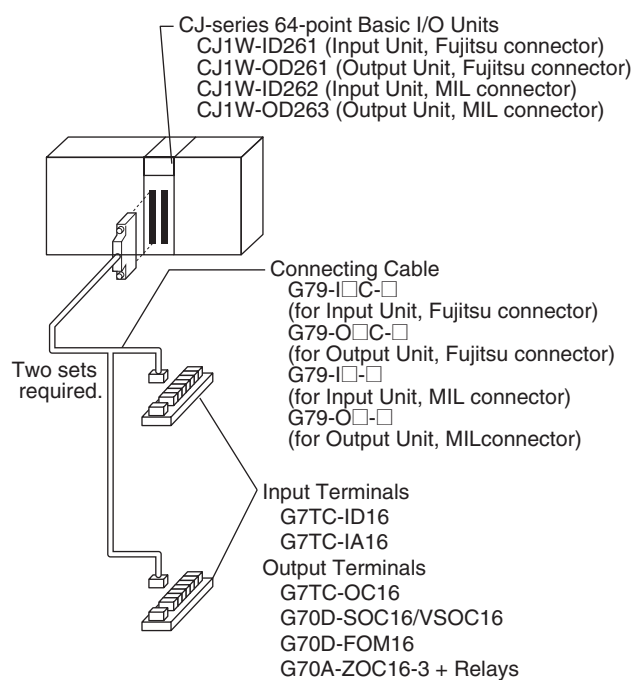 CJ-series 64-point Basic I/O Units
CJ1W-ID261 (Input Unit, Fujitsu connector)
CJ1W-OD261 (Output Unit, Fujitsu connector)
CJ1W-ID262 (Input Unit, MIL connector)
CJ1W-OD263 (Output Unit, MIL connector)
Connecting Cable
G79-I□C-□
(for Input Unit, Fujitsu connector)
G79-O□C-□
(for Output Unit, Fujitsu connector)
G79-I□-□
(for Input Unit, MIL connector)
G79-O□-□
(for Output Unit, MILconnector)
Two sets
required.
Input Terminals
G7TC-ID16
G7TC-IA16
Output Terminals
G7TC-OC16
G70D-SOC16/VSOC16
G70D-FOM16
G70A-ZOC16-3 + Relays